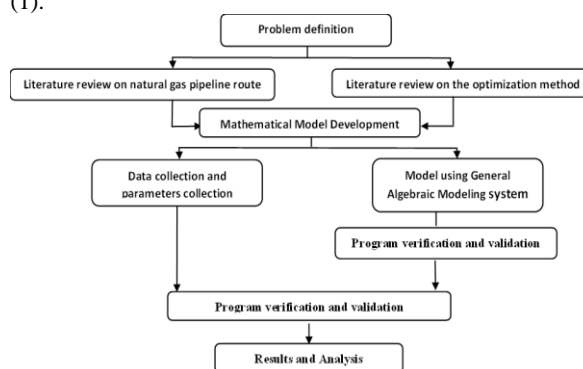 (1).
Problem definition
Literature review on natural gas pipeline route
Literature review on the optimization method
Mathematical Model Development
Data collection and
parameters collection
Model using General
Algebraic Modeling system
Program verification and validation
Program verification and validation
Results and Analysis